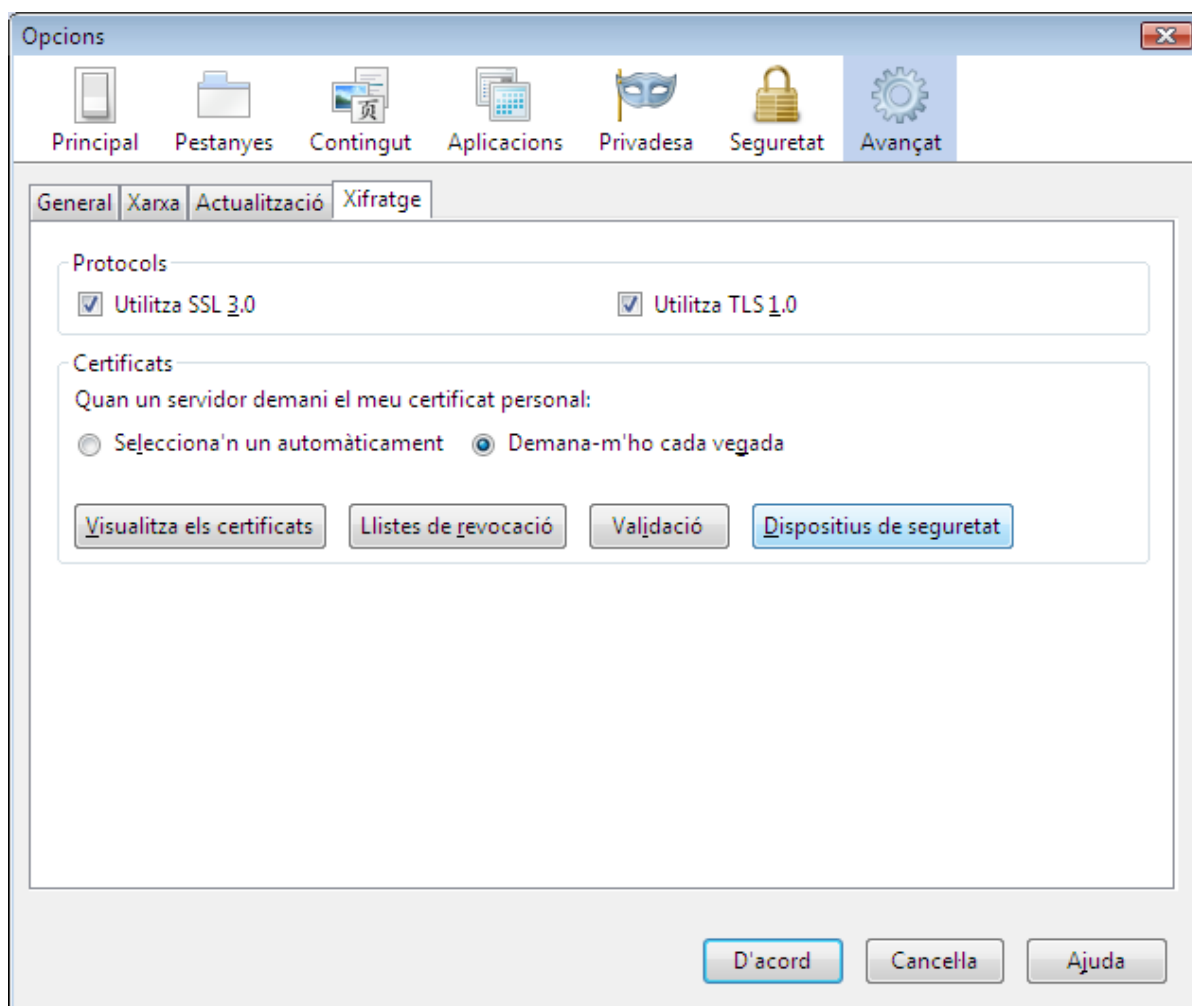 Opcions
页
Principal Pestanyes Contingut Aplicacions Privadesa Seguretat Avançat
General Xarxa Actualització Xifratge
Protocols
Utilitza SSL 3.0 Utilitza TLS 1.0
Certificats
Quan un servidor demani el meu certificat personal:
Selecciona'n un automàticament Demana-m'ho cada vegada
Visualitza els certificats Llistes de revocació Validació Dispositius de seguretat
D'acord Cancel·la Ajuda